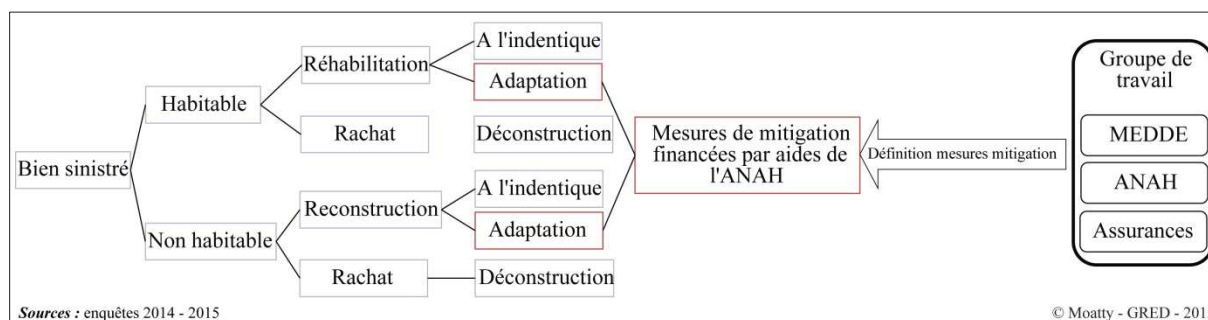 Bien sinistré
Habitable
Non habitable
Réhabilitation
Rachat
Reconstruction
Rachat
A l'indentique
Adaptation
Déconstruction
A l'indentique
Adaptation
Déconstruction
Mesures de mitigation
financées par aides de
l'ANAH
Définition mesures mitigation
Groupe de
travail
MEDDE
ANAH
Assurances
Sources : enquêtes 2014 - 2015
© Moatty - GRED - 201